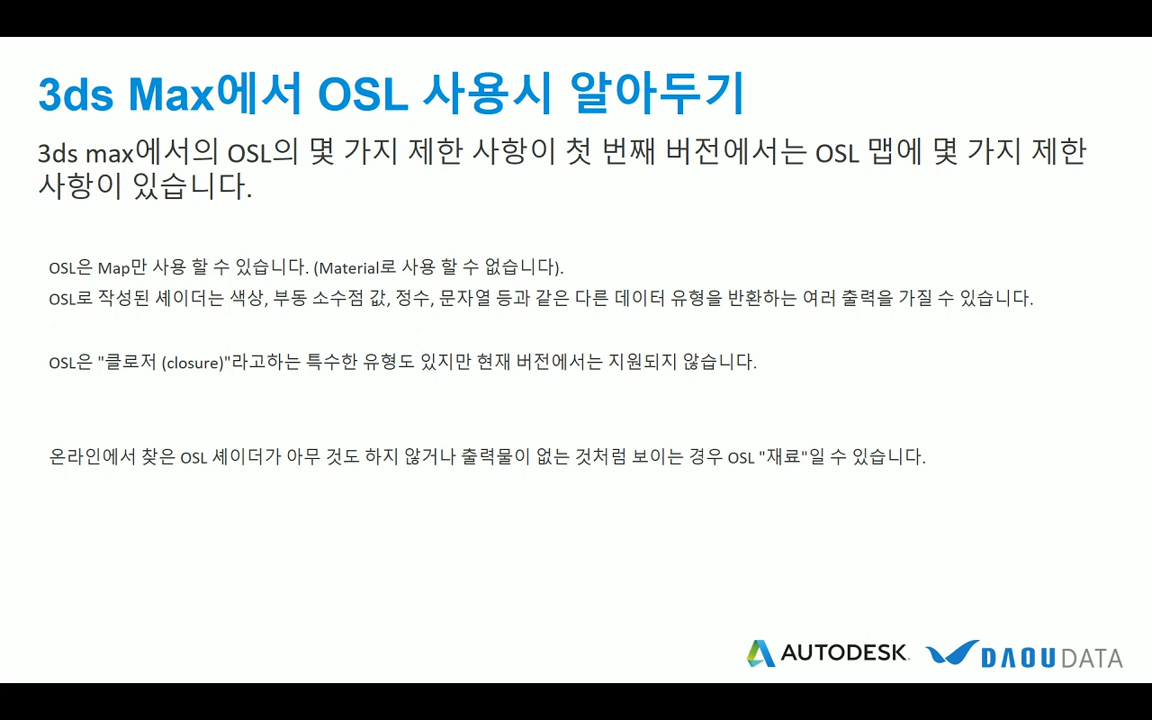 3ds Max에서 OSL 사용시 알아두기
3ds max에서의 OSL의 몇 가지 제한 사항이 첫 번째 버전에서는 OSL 맵에 몇 가지 제한
사항이 있습니다.
OSL은 Map만 사용 할 수 있습니다. (Material로 사용 할 수 없습니다).
OSL로 작성된 셰이더는 색상, 부동 소수점 값, 정수, 문자열 등과 같은 다른 데이터 유형을 반환하는 여러 출력을 가질 수 있습니다.
OSL은 "클로저 (closure)"라고하는 특수한 유형도 있지만 현재 버전에서는 지원되지 않습니다.
온라인에서 찾은 OSL 셰이더가 아무 것도 하지 않거나 출력물이 없는 것처럼 보이는 경우 OSL "재료"일 수 있습니다.
AUTODESK. DAOU DATA